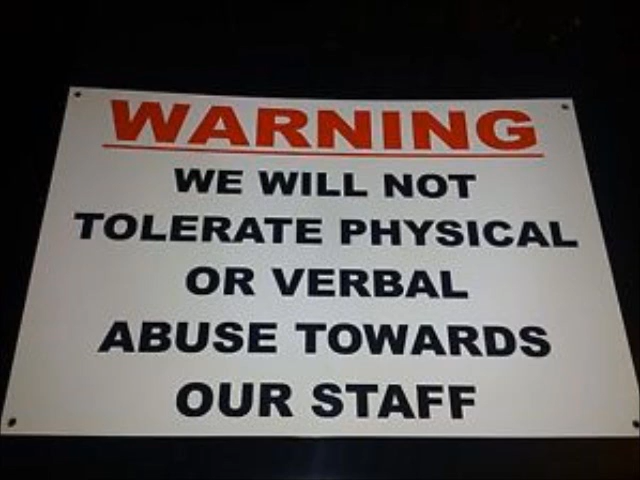 WARNING
WE WILL NOT
TOLERATE PHYSICAL
OR VERBAL
ABUSE TOWARDS
OUR STAFF